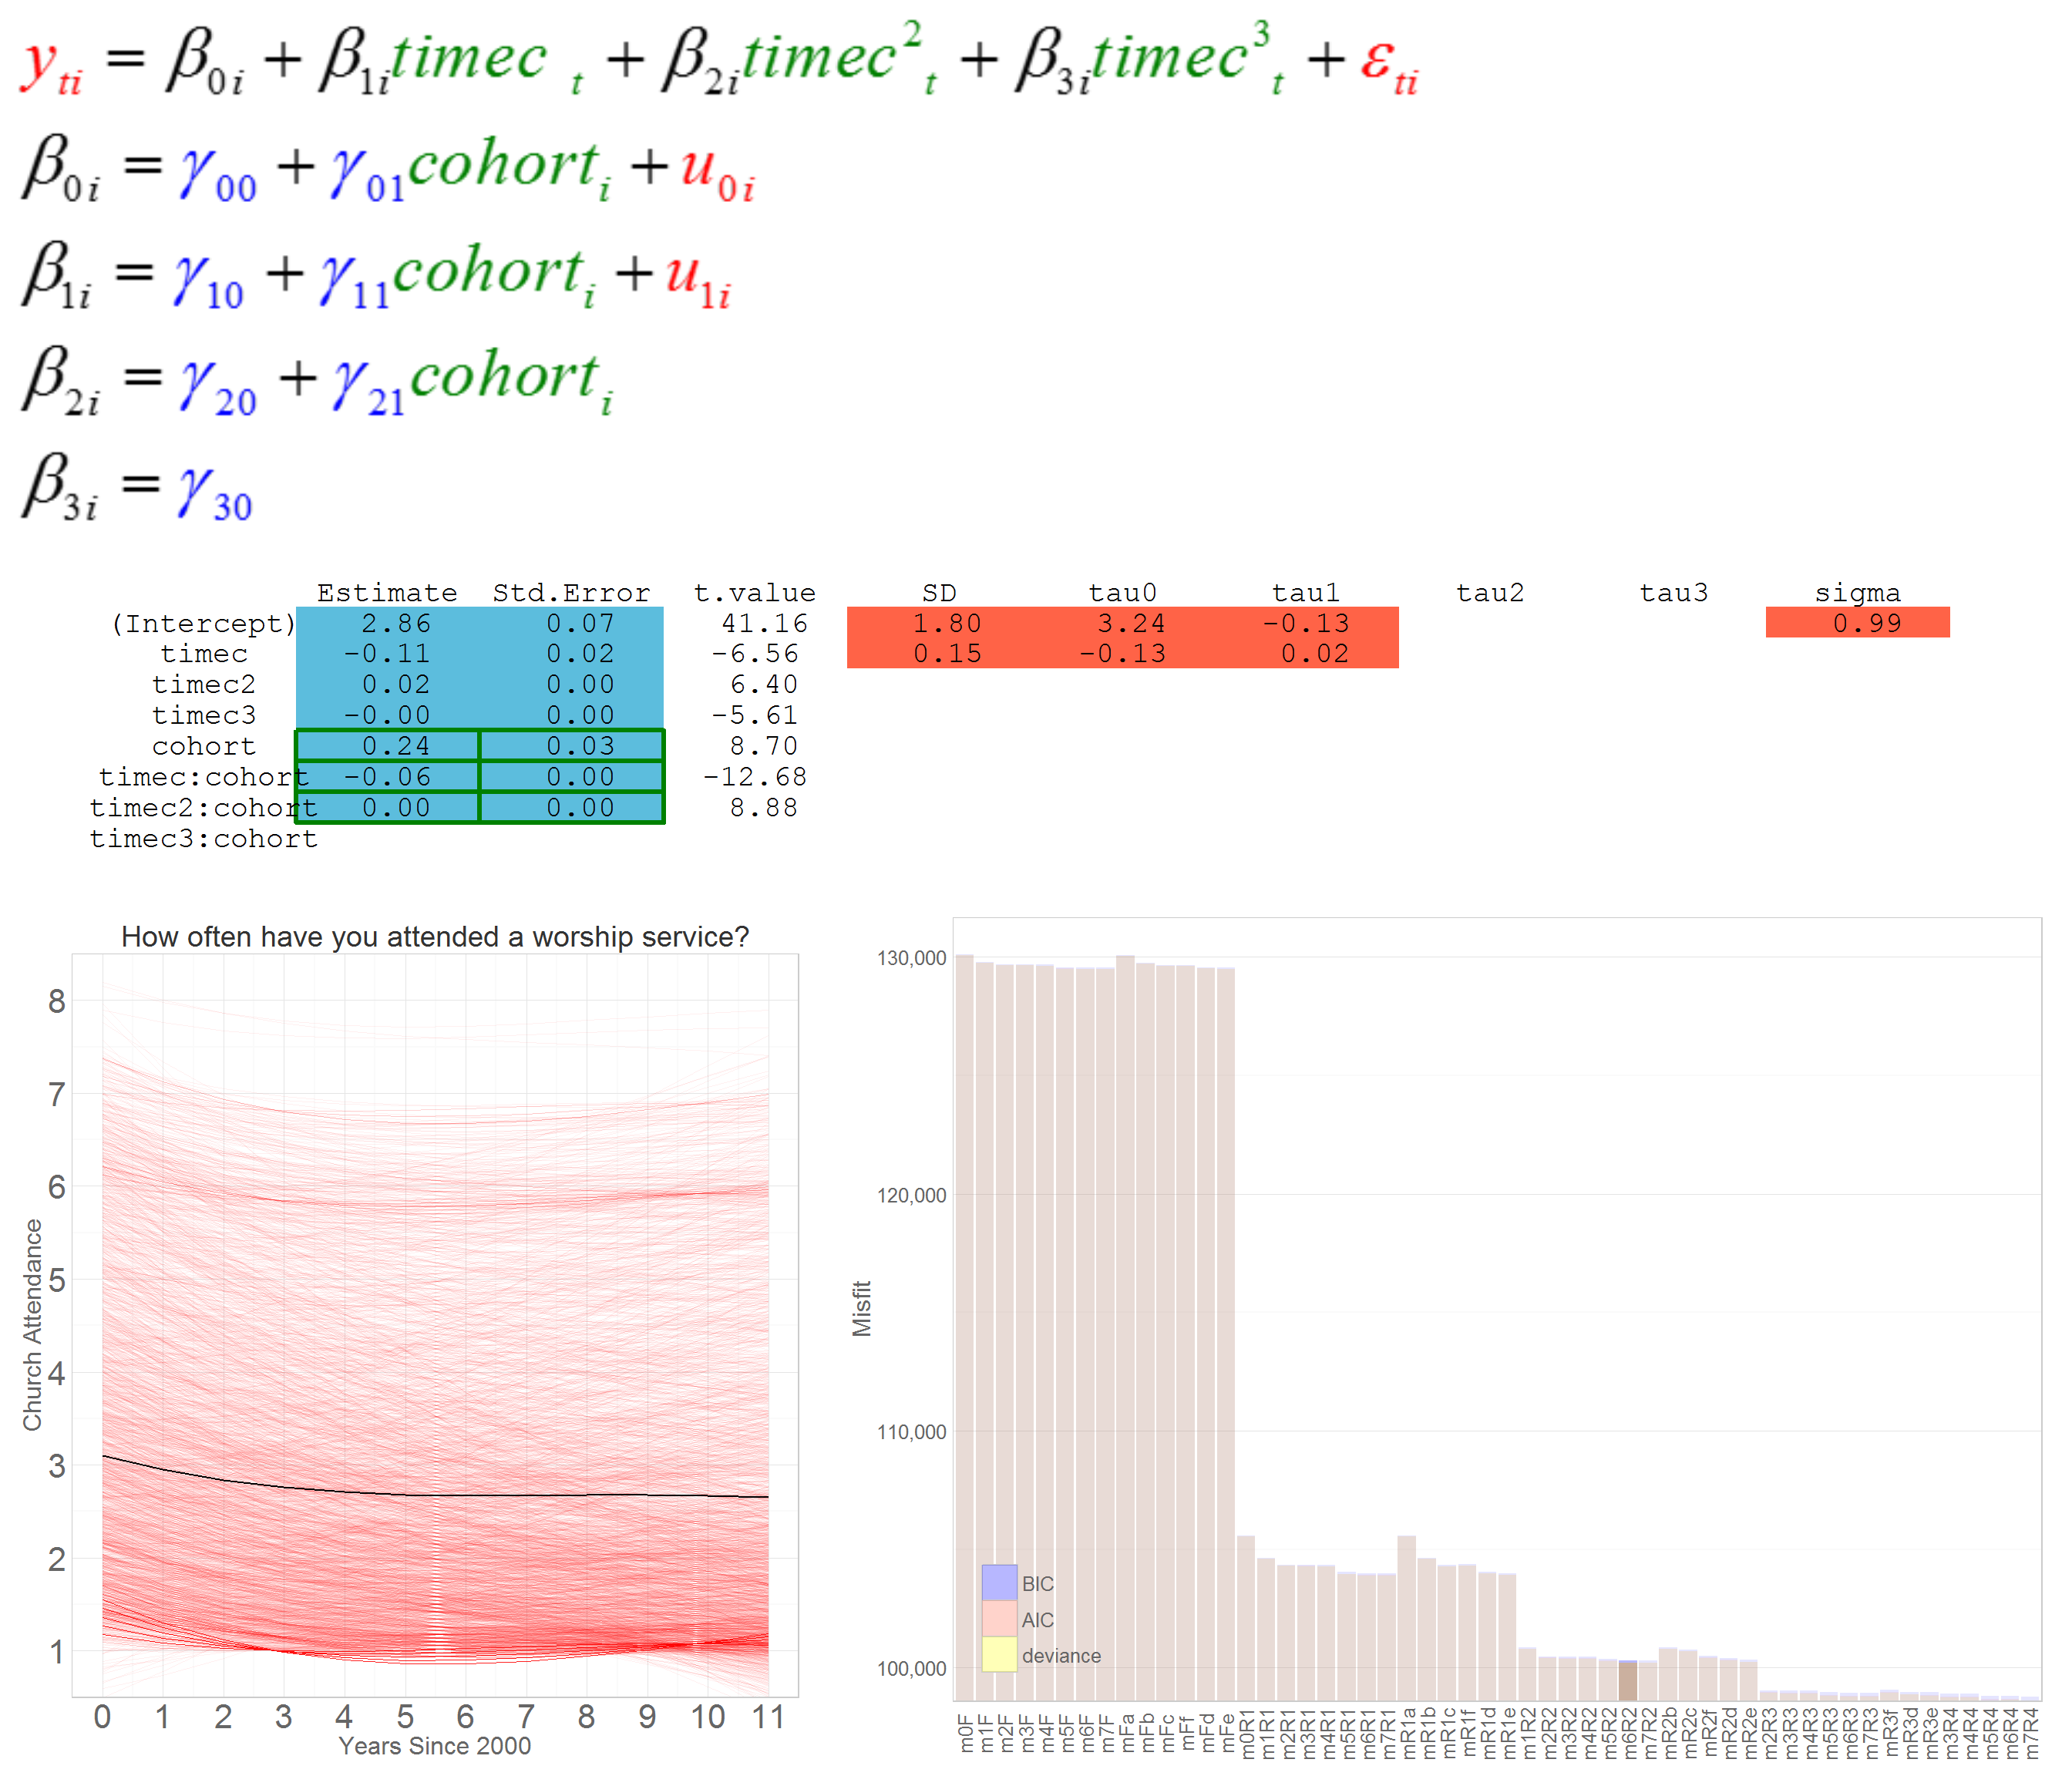 y_ti = β_0i + β_1i timec_t + β_2i timec²_t + β_3i timec³_t + ε_ti
β_0i = γ_00 + γ_01 cohort_i + u_0i
β_1i = γ_10 + γ_11 cohort_i + u_1i
β_2i = γ_20 + γ_21 cohort_i
β_3i = γ_30
Estimate Std.Error t.value SD tau0 tau1 tau2 tau3 sigma
(Intercept) 2.86 0.07 41.16 1.80 3.24 -0.13 0.99
timec -0.11 0.02 -6.56 0.15 -0.13 0.02
timec2 0.02 0.00 6.40
timec3 -0.00 0.00 -5.61
cohort 0.24 0.03 8.70
timec:cohort -0.06 0.00 -12.68
timec2:cohort 0.00 0.00 8.88
timec3:cohort
How often have you attended a worship service?
Church Attendance
8
7
6
5
4
3
2
1
0 1 2 3 4 5 6 7 8 9 10 11
Years Since 2000
Misfit
130,000
120,000
110,000
100,000
BIC
AIC
deviance
m0F m1F m2F m3F m4F m5F m6F m7F mFa mFb mFc mFf mFd mFe m0R1 m1R1 m2R1 m3R1 m4R1 m5R1 m6R1 m7R1 mR1a mR1b mR1c mR1f mR1d mR1e m1R2 m2R2 m3R2 m4R2 m5R2 m6R2 m7R2 mR2b mR2c mR2f mR2d mR2e m2R3 m3R3 m4R3 m5R3 m6R3 m7R3 mR3f mR3d mR3e m3R4 m4R4 m5R4 m6R4 m7R4